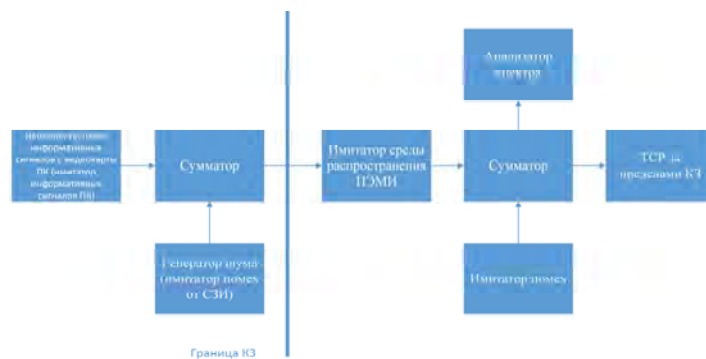 Анализатор
спектра
информативных
сигналов с видеокарты
ПК (имитатор
информативных
сигналов ПК)
Сумматор
Имитатор среды
распространения
ПЭМИ
Сумматор
ТСР за
пределами КЗ
Генератор шума
(имитатор помех
от СЗИ)
Имитатор помех
Граница КЗ